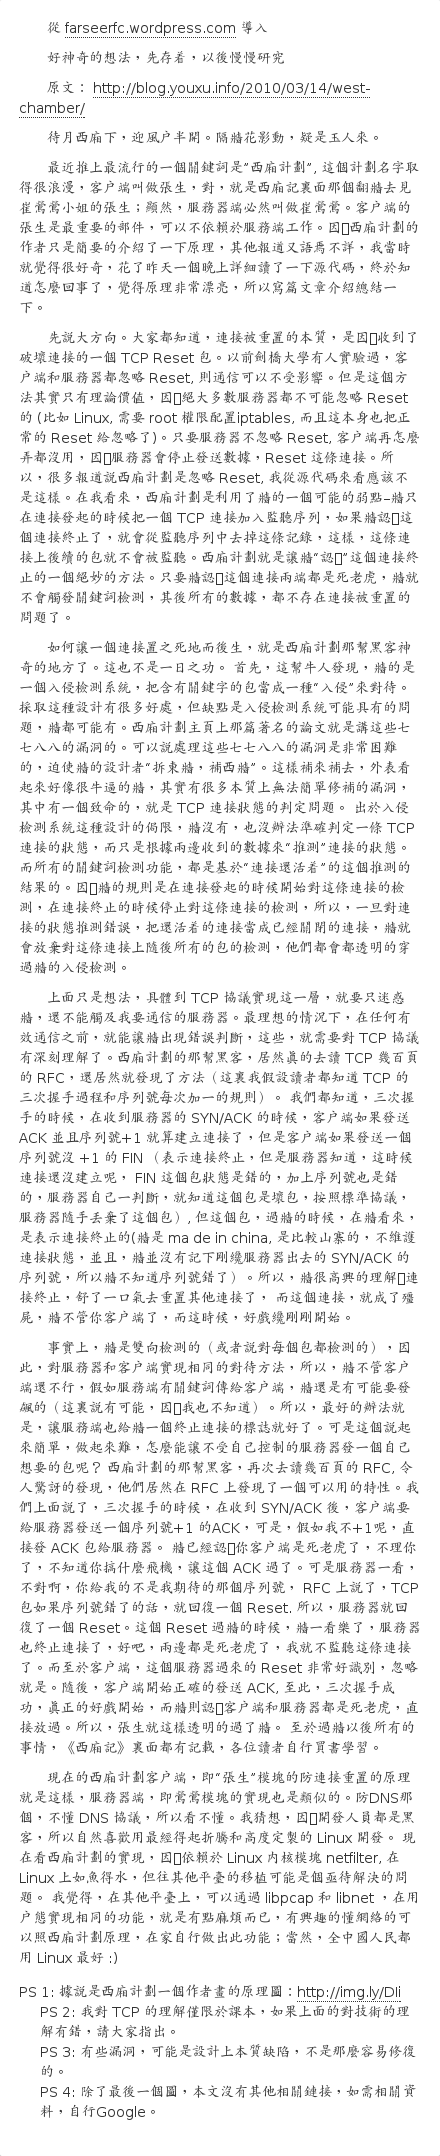 從 farseerfc.wordpress.com 導入
好神奇的想法，先存着，以後慢慢研究
原文： http://blog.youxu.info/2010/03/14/west-
chamber/
待月西廂下，迎風户半開。隔牆花影動，疑是玉人來。
最近推上最流行的一個關鍵詞是"西廂計劃", 這個計劃名字取
得很浪漫，客户端叫做張生，對，就是西廂記裏面那個翻牆去見
崔鶯鶯小姐的張生；顯然，服務器端必然叫做崔鶯鶯。客户端的
張生是最重要的部件，可以不依賴於服務端工作。因□西廂計劃的
作者只是簡要的介紹了一下原理，其他報道又語焉不詳，我當時
就覺得很好奇，花了昨天一個晚上詳細讀了一下源代碼，終於知
道怎麼回事了，覺得原理非常漂亮，所以寫篇文章介紹總結一
下。
先說大方向。大家都知道，連接被重置的本質，是因□收到了
破壞連接的一個 TCP Reset 包。以前劍橋大學有人實驗過，客
户端和服務器都忽略 Reset, 則通信可以不受影響。但是這個方
法其實只有理論價值，因□絕大多數服務器都不可能忽略 Reset
的 (比如 Linux, 需要 root 權限配置iptables, 而且這本身也把正
常的 Reset 給忽略了)。只要服務器不忽略 Reset, 客户端再怎麼
弄都沒用，因□服務器會停止發送數據，Reset 這條連接。所
以，很多報道說西廂計劃是忽略 Reset, 我從源代碼來看應該不
是這樣。在我看來，西廂計劃是利用了牆的一個可能的弱點–牆只
在連接發起的時候把一個 TCP 連接加入監聽序列，如果牆認□這
個連接終止了，就會從監聽序列中去掉這條記錄，這樣，這條連
接上後續的包就不會被監聽。西廂計劃就是讓牆"認□"這個連接終
止的一個絕妙的方法。只要牆認□這個連接兩端都是死老虎，牆就
不會觸發關鍵詞檢測，其後所有的數據，都不存在連接被重置的
問題了。
如何讓一個連接置之死地而後生，就是西廂計劃那幫黑客神
奇的地方了。這也不是一日之功。 首先，這幫牛人發現，牆的是
一個入侵檢測系統，把含有關鍵字的包當成一種"入侵"來對待。
採取這種設計有很多好處，但缺點是入侵檢測系統可能具有的問
題，牆都可能有。西廂計劃主頁上那篇著名的論文就是講這些七
七八八的漏洞的。可以說處理這些七七八八的漏洞是非常困難
的，迫使牆的設計者"拆東牆，補西牆"。這樣補來補去，外表看
起來好像很牛逼的牆，其實有很多本質上無法簡單修補的漏洞，
其中有一個致命的，就是 TCP 連接狀態的判定問題。 出於入侵
檢測系統這種設計的侷限，牆沒有，也沒辦法準確判定一條 TCP
連接的狀態，而只是根據兩邊收到的數據來"推測"連接的狀態。
而所有的關鍵詞檢測功能，都是基於"連接還活着"的這個推測的
結果的。因□牆的規則是在連接發起的時候開始對這條連接的檢
測，在連接終止的時候停止對這條連接的檢測，所以，一旦對連
接的狀態推測錯誤，把還活着的連接當成已經關閉的連接，牆就
會放棄對這條連接上隨後所有的包的檢測，他們都會都透明的穿
過牆的入侵檢測。
上面只是想法，具體到 TCP 協議實現這一層，就要只迷惑
牆，還不能觸及我要通信的服務器。最理想的情況下，在任何有
效通信之前，就能讓牆出現錯誤判斷，這些，就需要對 TCP 協議
有深刻理解了。西廂計劃的那幫黑客，居然真的去讀 TCP 幾百頁
的 RFC，還居然就發現了方法（這裏我假設讀者都知道 TCP 的
三次握手過程和序列號每次加一的規則）。 我們都知道，三次握
手的時候，在收到服務器的 SYN/ACK 的時候，客户端如果發送
ACK 並且序列號+1 就算建立連接了，但是客户端如果發送一個
序列號沒 +1 的 FIN （表示連接終止，但是服務器知道，這時候
連接還沒建立呢， FIN 這個包狀態是錯的，加上序列號也是錯
的，服務器自己一判斷，就知道這個包是壞包，按照標準協議，
服務器隨手丟棄了這個包）, 但這個包，過牆的時候，在牆看來，
是表示連接終止的(牆是 ma de in china, 是比較山寨的，不維護
連接狀態，並且，牆並沒有記下剛纔服務器出去的 SYN/ACK 的
序列號，所以牆不知道序列號錯了）。所以，牆很高興的理解□連
接終止，舒了一口氣去重置其他連接了， 而這個連接，就成了殭
屍，牆不管你客户端了，而這時候，好戲纔剛剛開始。
事實上，牆是雙向檢測的（或者說對每個包都檢測的），因
此，對服務器和客户端實現相同的對待方法，所以，牆不管客户
端還不行，假如服務端有關鍵詞傳給客户端，牆還是有可能要發
飆的（這裏說有可能，因□我也不知道）。所以，最好的辦法就
是，讓服務端也給牆一個終止連接的標誌就好了。可是這個說起
來簡單，做起來難，怎麼能讓不受自己控制的服務器發一個自己
想要的包呢？ 西廂計劃的那幫黑客，再次去讀幾百頁的 RFC, 令
人驚訝的發現，他們居然在 RFC 上發現了一個可以用的特性。我
們上面說了，三次握手的時候，在收到 SYN/ACK 後，客户端要
給服務器發送一個序列號+1 的ACK，可是，假如我不+1呢，直
接發 ACK 包給服務器。 牆已經認□你客户端是死老虎了，不理你
了，不知道你搞什麼飛機，讓這個 ACK 過了。可是服務器一看，
不對啊，你給我的不是我期待的那個序列號， RFC 上說了，TCP
包如果序列號錯了的話，就回復一個 Reset. 所以，服務器就回
復了一個 Reset。這個 Reset 過牆的時候，牆一看樂了，服務器
也終止連接了，好吧，兩邊都是死老虎了，我就不監聽這條連接
了。而至於客户端，這個服務器過來的 Reset 非常好識別，忽略
就是。隨後，客户端開始正確的發送 ACK, 至此，三次握手成
功，真正的好戲開始，而牆則認□客户端和服務器都是死老虎，直
接放過。所以，張生就這樣透明的過了牆。 至於過牆以後所有的
事情，《西廂記》裏面都有記載，各位讀者自行買書學習。
現在的西廂計劃客户端，即"張生"模塊的防連接重置的原理
就是這樣，服務器端，即鶯鶯模塊的實現也是類似的。防DNS那
個，不懂 DNS 協議，所以看不懂。我猜想，因□開發人員都是黑
客，所以自然喜歡用最經得起折騰和高度定製的 Linux 開發。 現
在看西廂計劃的實現，因□依賴於 Linux 内核模塊 netfilter, 在
Linux 上如魚得水，但往其他平臺的移植可能是個亟待解決的問
題。 我覺得，在其他平臺上，可以通過 libpcap 和 libnet ，在用
户態實現相同的功能，就是有點麻煩而已，有興趣的懂網絡的可
以照西廂計劃原理，在家自行做出此功能；當然，全中國人民都
用 Linux 最好 :)
PS 1: 據說是西廂計劃一個作者畫的原理圖：http://img.ly/DIi
PS 2: 我對 TCP 的理解僅限於課本，如果上面的對技術的理
解有錯，請大家指出。
PS 3: 有些漏洞，可能是設計上本質缺陷，不是那麼容易修復
的。
PS 4: 除了最後一個圖，本文沒有其他相關鏈接，如需相關資
料，自行Google。